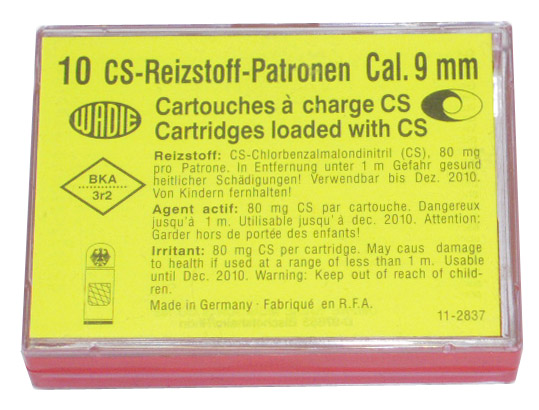 10 CS-Reizstoff-Patronen Cal. 9 mm
WADIE
Cartouches à charge CS
Cartridges loaded with CS
BKA
3r2
Reizstoff: CS-Chlorbenzalmalondinitril (CS), 80 mg
pro Patrone. In Entfernung unter 1 m Gefahr gesund
heitlicher Schädigungen! Verwendbar bis Dez. 2010.
Von Kindern fernhalten!
Agent actif: 80 mg CS par cartouche. Dangereux
jusqu'à 1 m. Utilisable jusqu'à dec. 2010. Attention:
Garder hors de portée des enfants!
Irritant: 80 mg CS per cartridge. May caus damage
to health if used at a range of less than 1 m. Usable
until Dec. 2010. Warning: Keep out of reach of child-
ren.
Made in Germany · Fabriqué en R.F.A.
11-2837